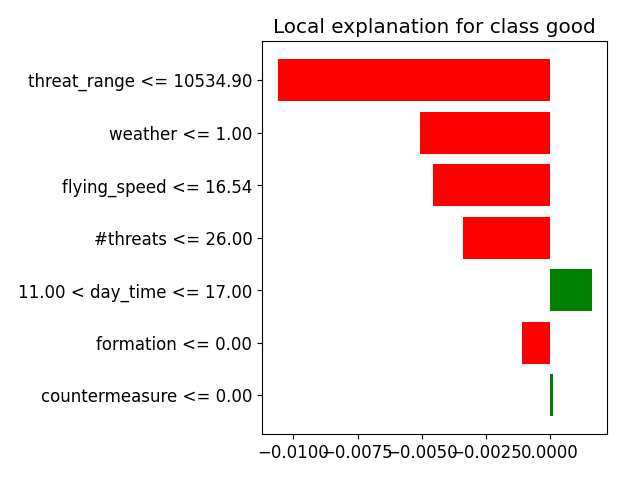 Local explanation for class good
threat_range <= 10534.90
weather <= 1.00
flying_speed <= 16.54
#threats <= 26.00
11.00 < day_time <= 17.00
formation <= 0.00
countermeasure <= 0.00
−0.0100 −0.0075 −0.0050 −0.0025 0.0000